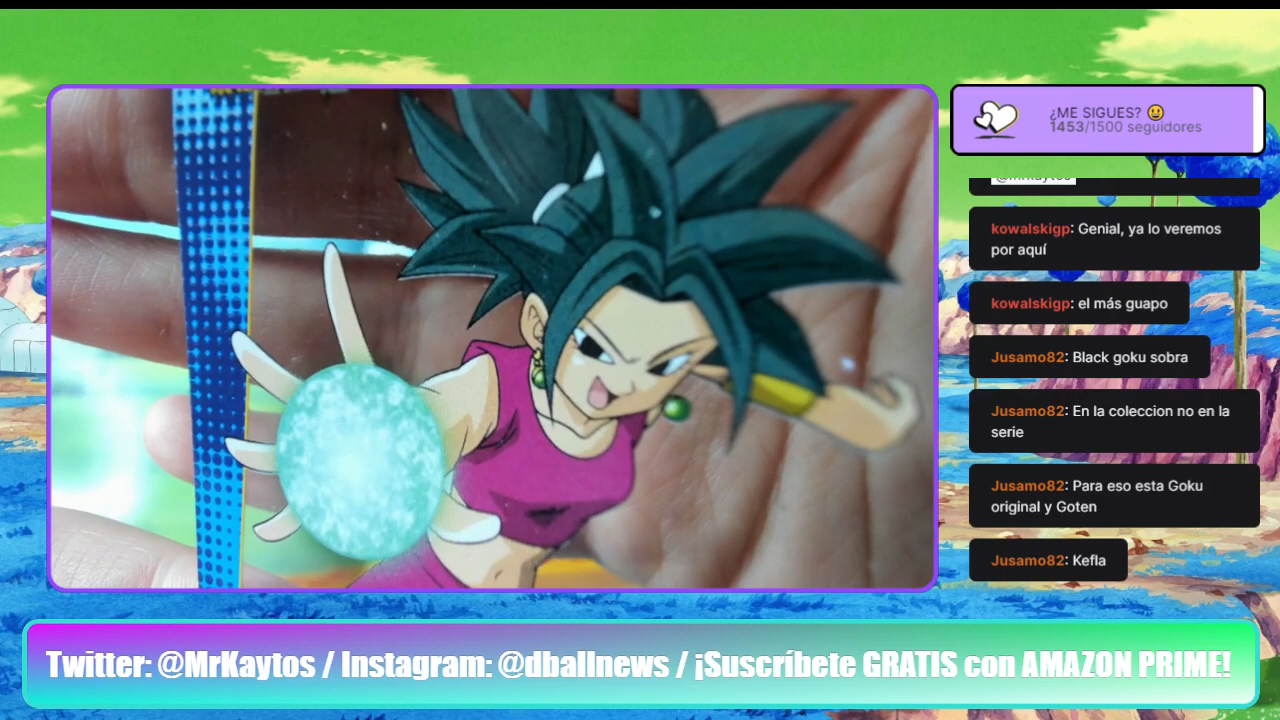 ¿ME SIGUES?
1453/1500 seguidores
@mrkaytos
kowalskigp: Genial, ya lo veremos
por aquí
kowalskigp: el más guapo
Jusamo82: Black goku sobra
Jusamo82: En la coleccion no en la
serie
Jusamo82: Para eso esta Goku
original y Goten
Jusamo82: Kefla
Twitter: @MrKaytos / Instagram: @dballnews / ¡Suscríbete GRATIS con AMAZON PRIME!